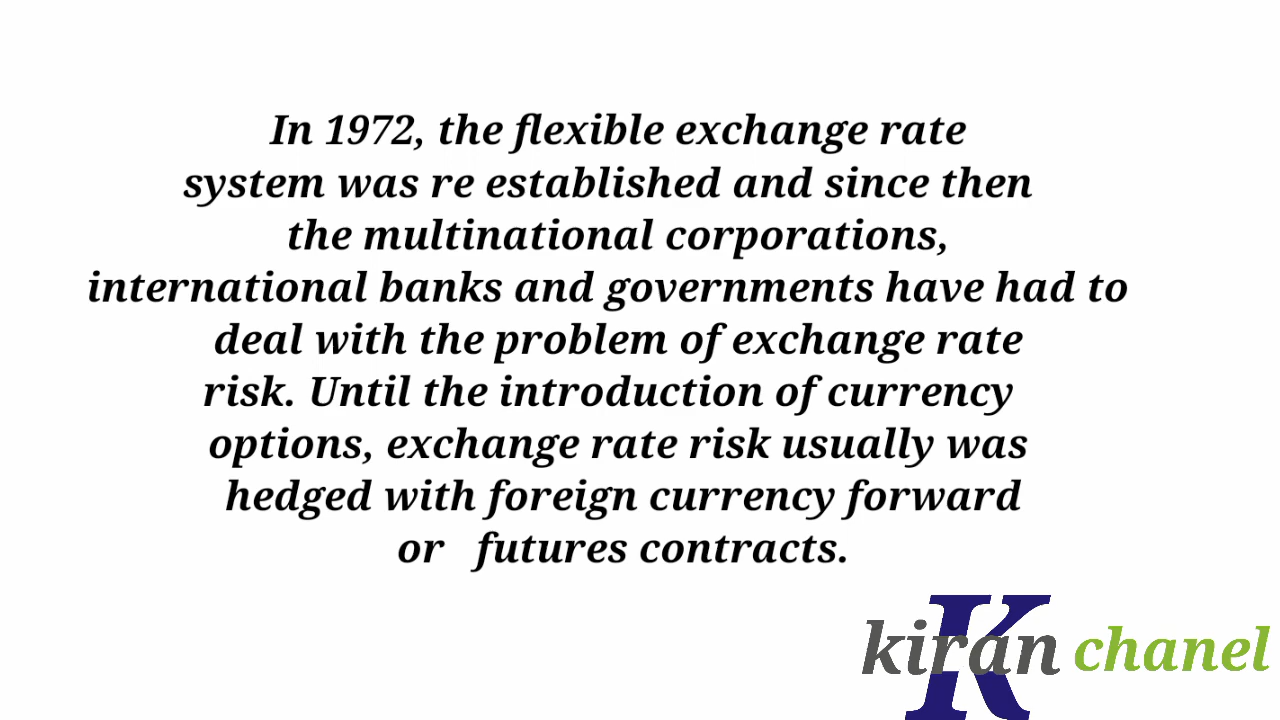 In 1972, the flexible exchange rate
system was re established and since then
the multinational corporations,
international banks and governments have had to
deal with the problem of exchange rate
risk. Until the introduction of currency
options, exchange rate risk usually was
hedged with foreign currency forward
or futures contracts.
K
kiran chanel